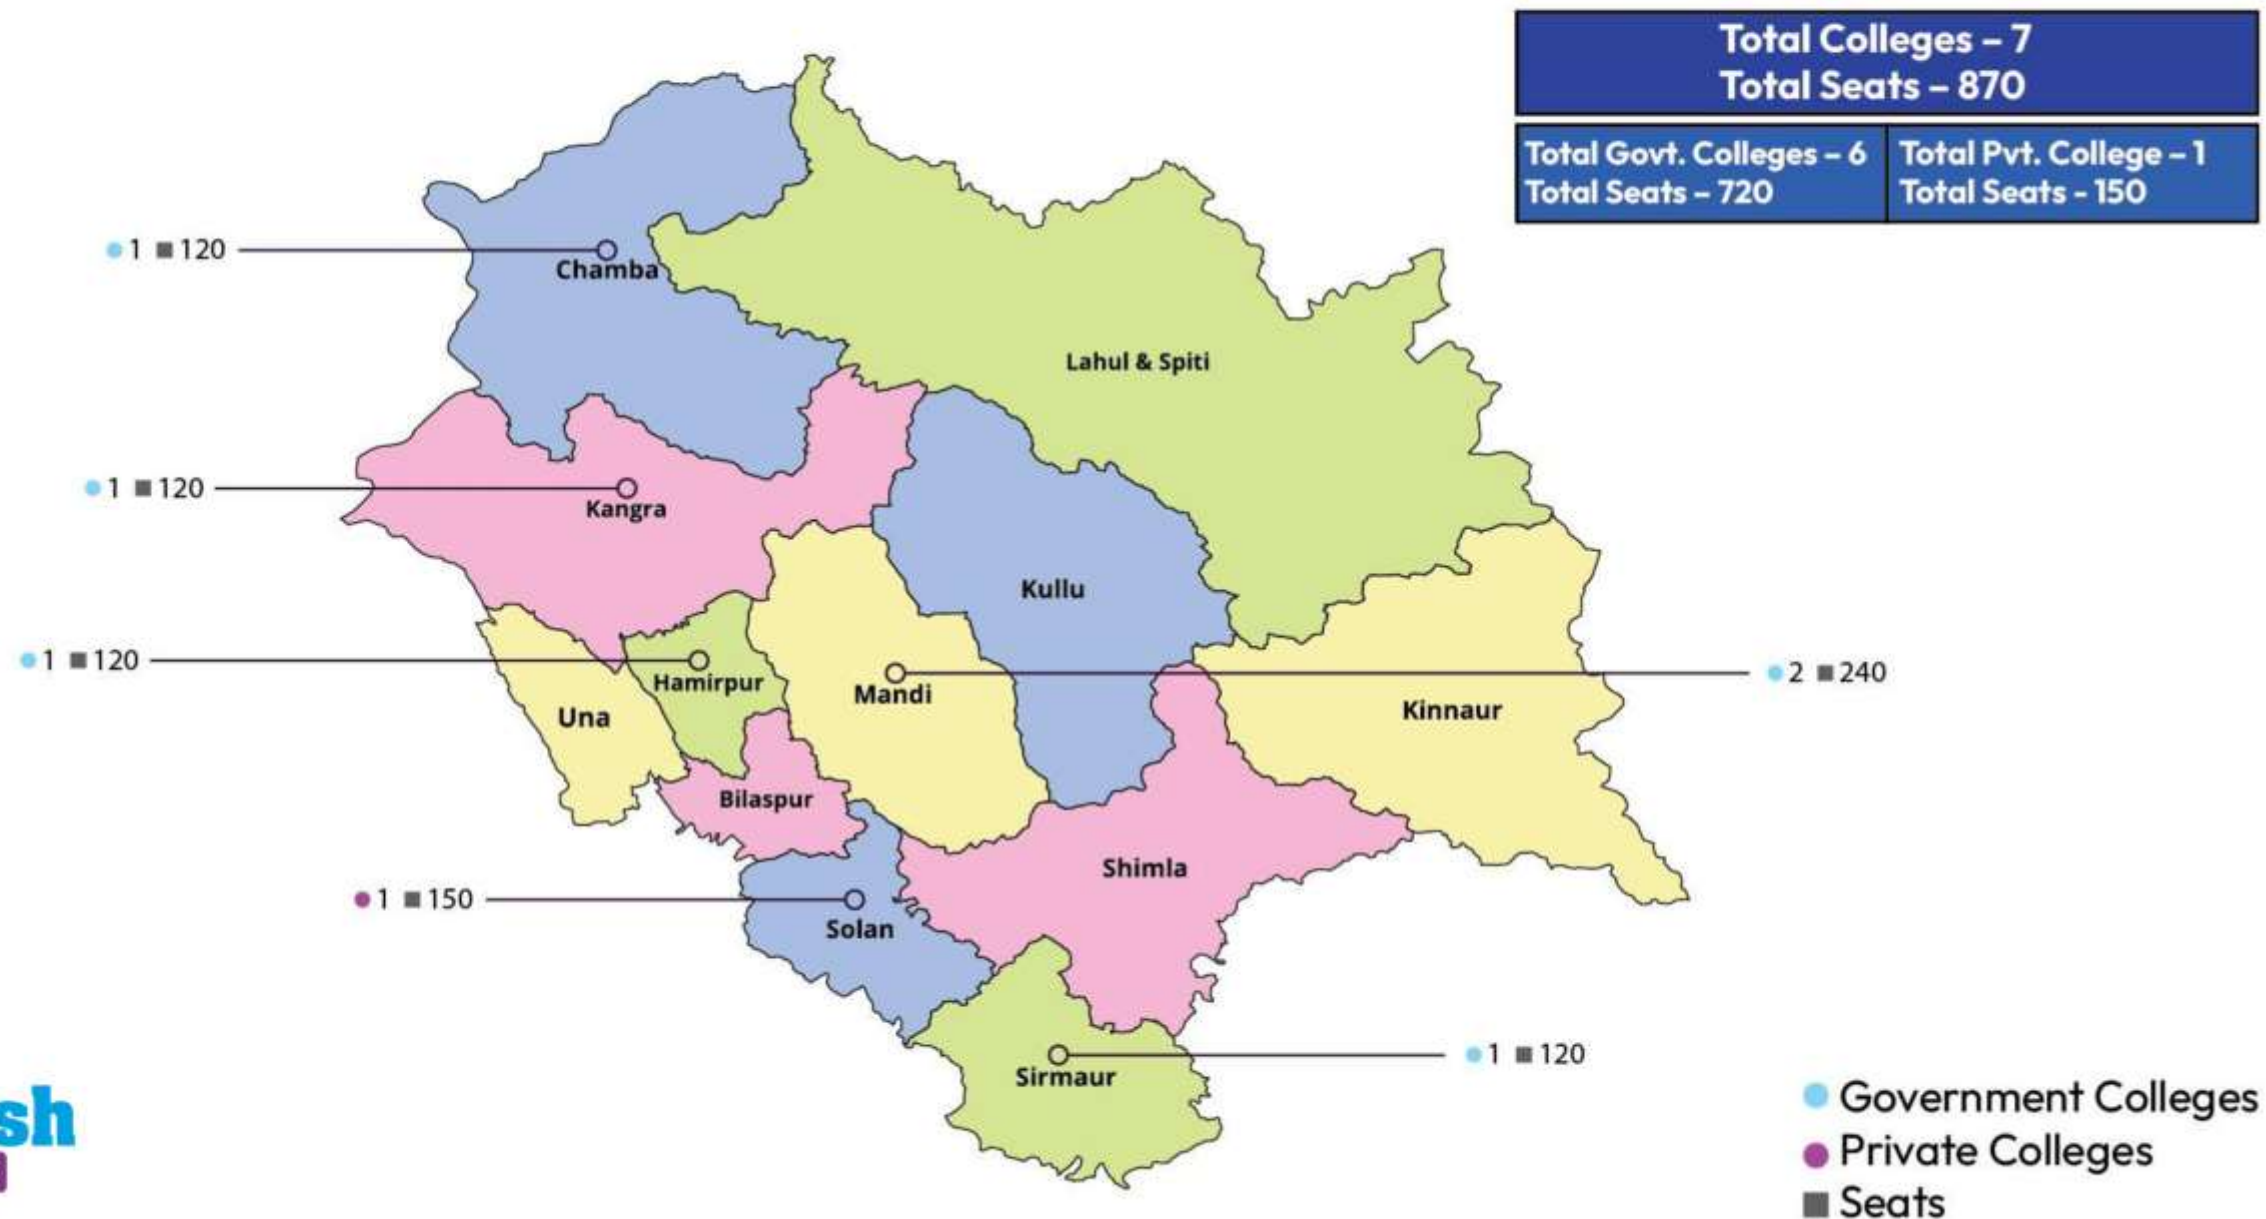 Total Colleges – 7
Total Seats – 870
Total Govt. Colleges – 6
Total Seats – 720
Total Pvt. College – 1
Total Seats - 150
1 120
Chamba
Lahul & Spiti
1 120
Kangra
Kullu
1 120
Hamirpur
Mandi
2 240
Una
Kinnaur
Bilaspur
Shimla
1 150
Solan
1 120
Sirmaur
Government Colleges
Private Colleges
Seats
sh